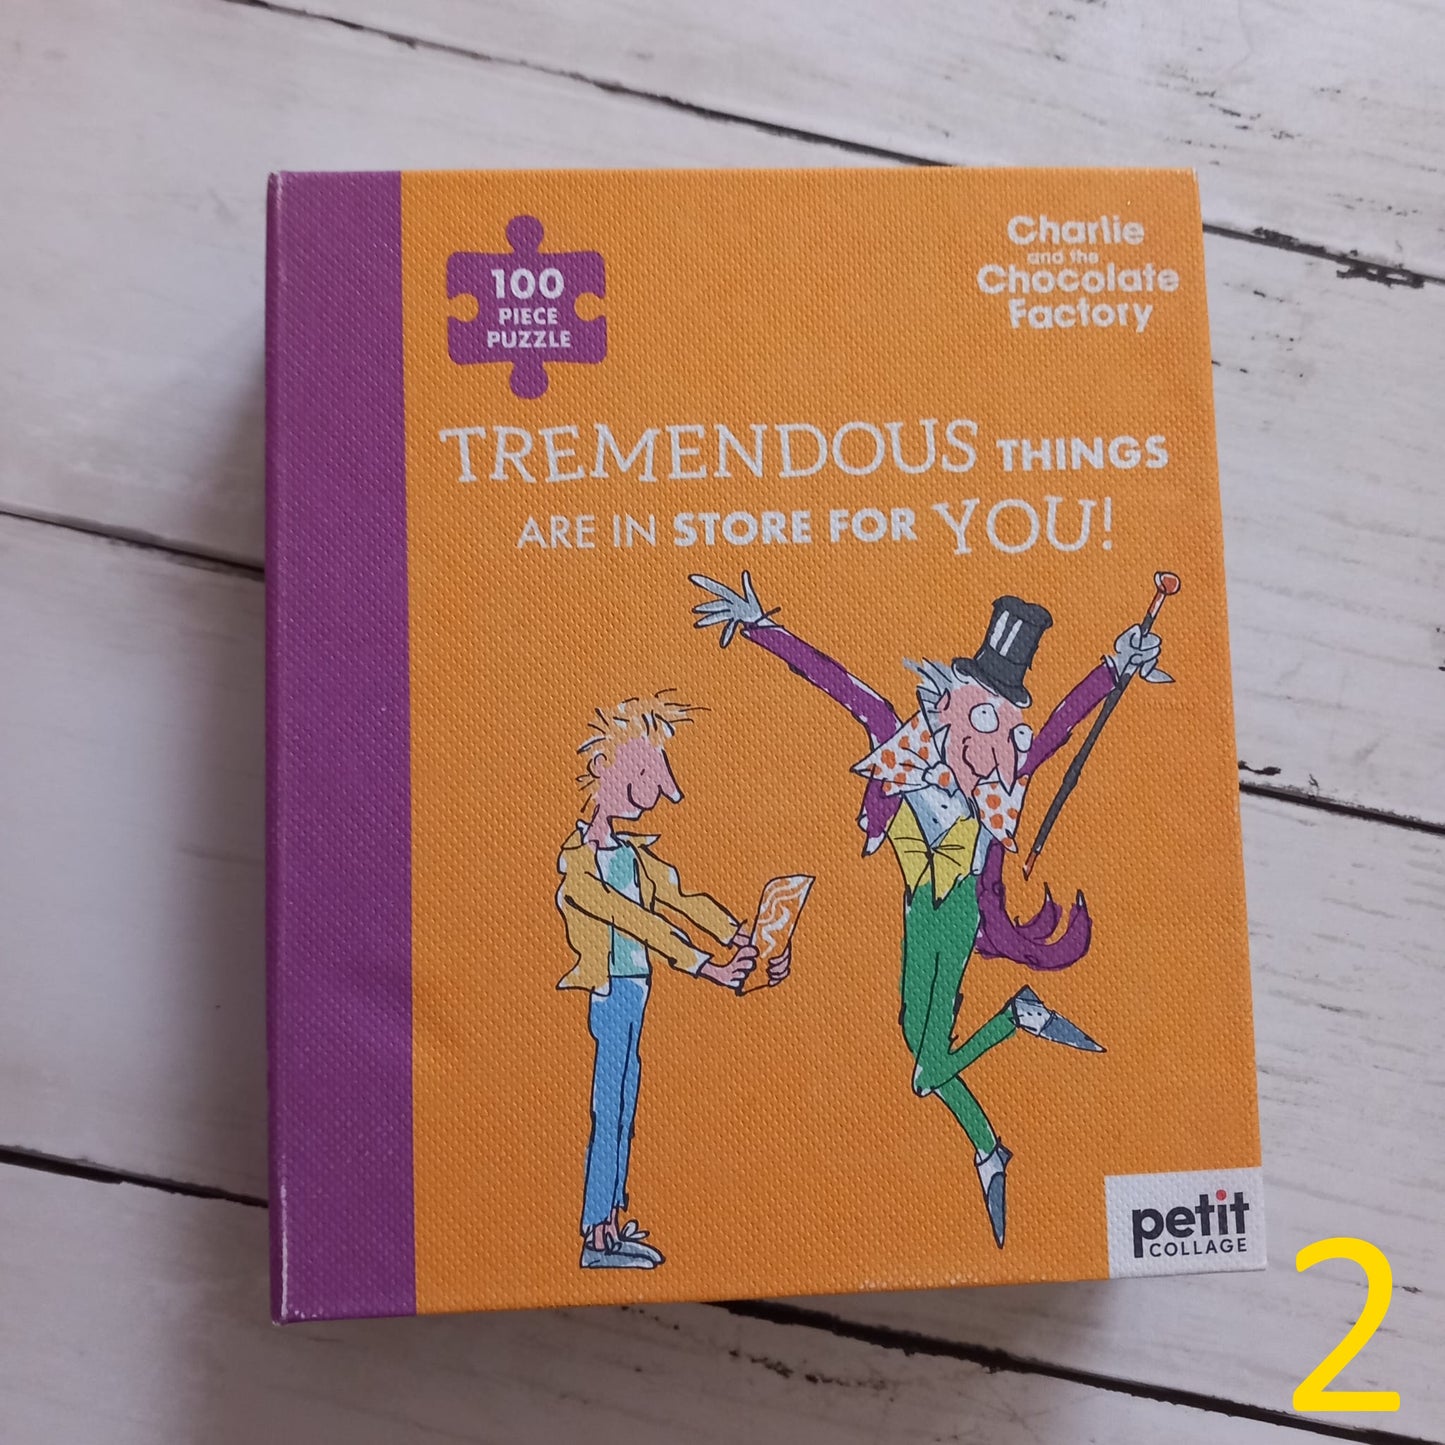 100
PIECE
PUZZLE
Charlie
and the
Chocolate
Factory
TREMENDOUS THINGS
ARE IN STORE FOR YOU!
petit
COLLAGE
2